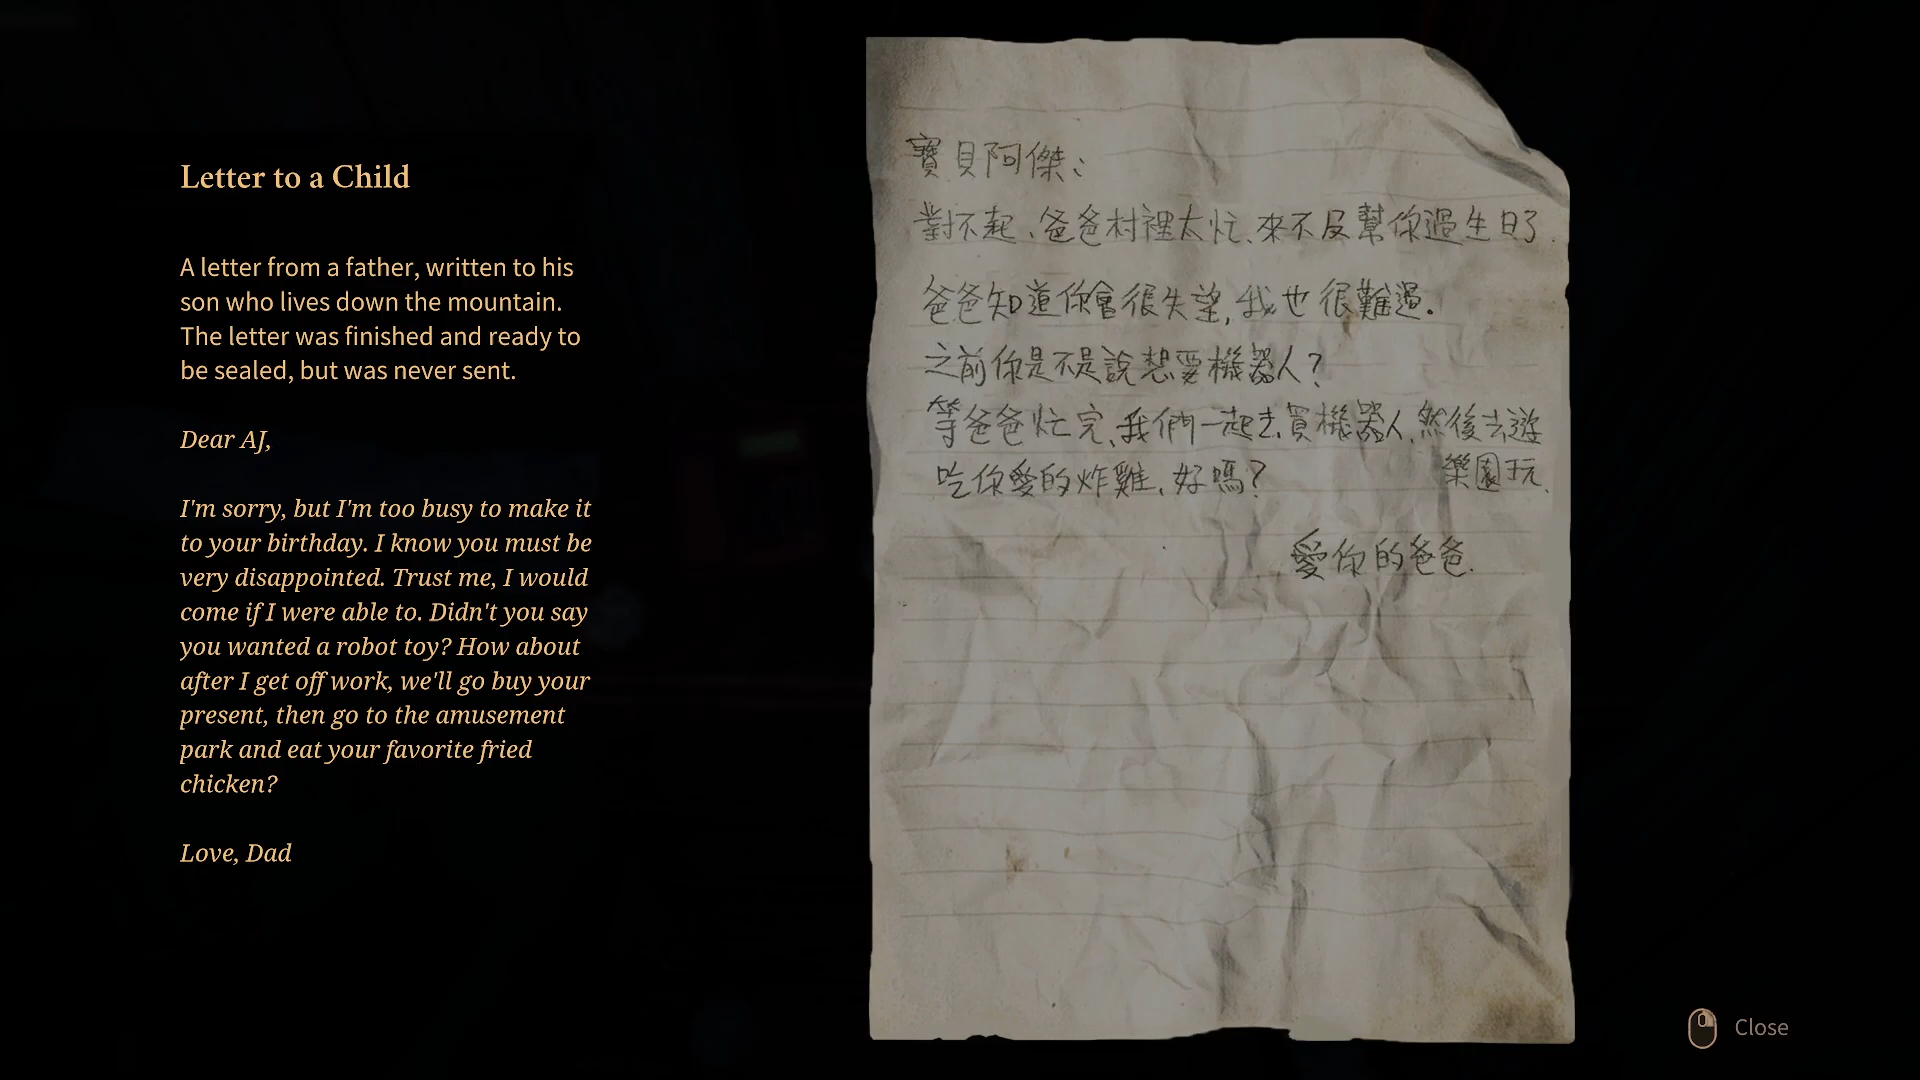 Letter to a Child
A letter from a father, written to his
son who lives down the mountain.
The letter was finished and ready to
be sealed, but was never sent.
Dear AJ,
I'm sorry, but I'm too busy to make it
to your birthday. I know you must be
very disappointed. Trust me, I would
come if I were able to. Didn't you say
you wanted a robot toy? How about
after I get off work, we'll go buy your
present, then go to the amusement
park and eat your favorite fried
chicken?
Love, Dad
寶貝阿傑:
對不起、爸爸村裡太忙、來不及幫你過生日了.
爸爸知道你會很失望,我也很難過.
之前你是不是說想要機器人?
等爸爸忙完、我們一起去買機器人、然後去遊
樂園玩、
吃你愛的炸雞、好嗎?
愛你的爸爸.
Close